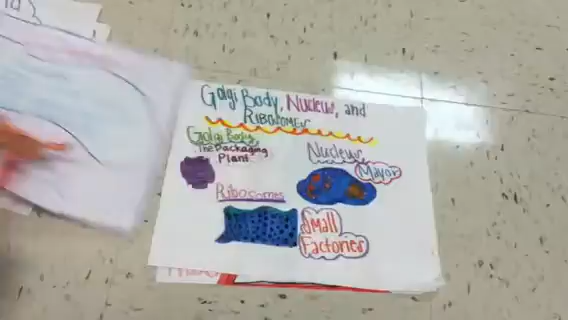 Golgi Body, Nucleus, and
Ribosomes
Golgi Body
The Packaging
Plant
Nucleus
Mayor
Ribosomes
Small
Factories